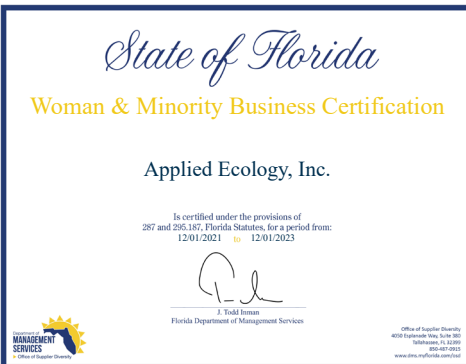 State of Florida
Woman & Minority Business Certification
Applied Ecology, Inc.
Is certified under the provisions of
287 and 295.187, Florida Statutes, for a period from:
12/01/2021 to 12/01/2023
J. Todd Inman
Florida Department of Management Services
Department of
MANAGEMENT
SERVICES
Office of Supplier Diversity
Office of Supplier Diversity
4050 Esplanade Way, Suite 380
Tallahassee, FL 32399
850-487-0915
www.dms.myflorida.com/osd